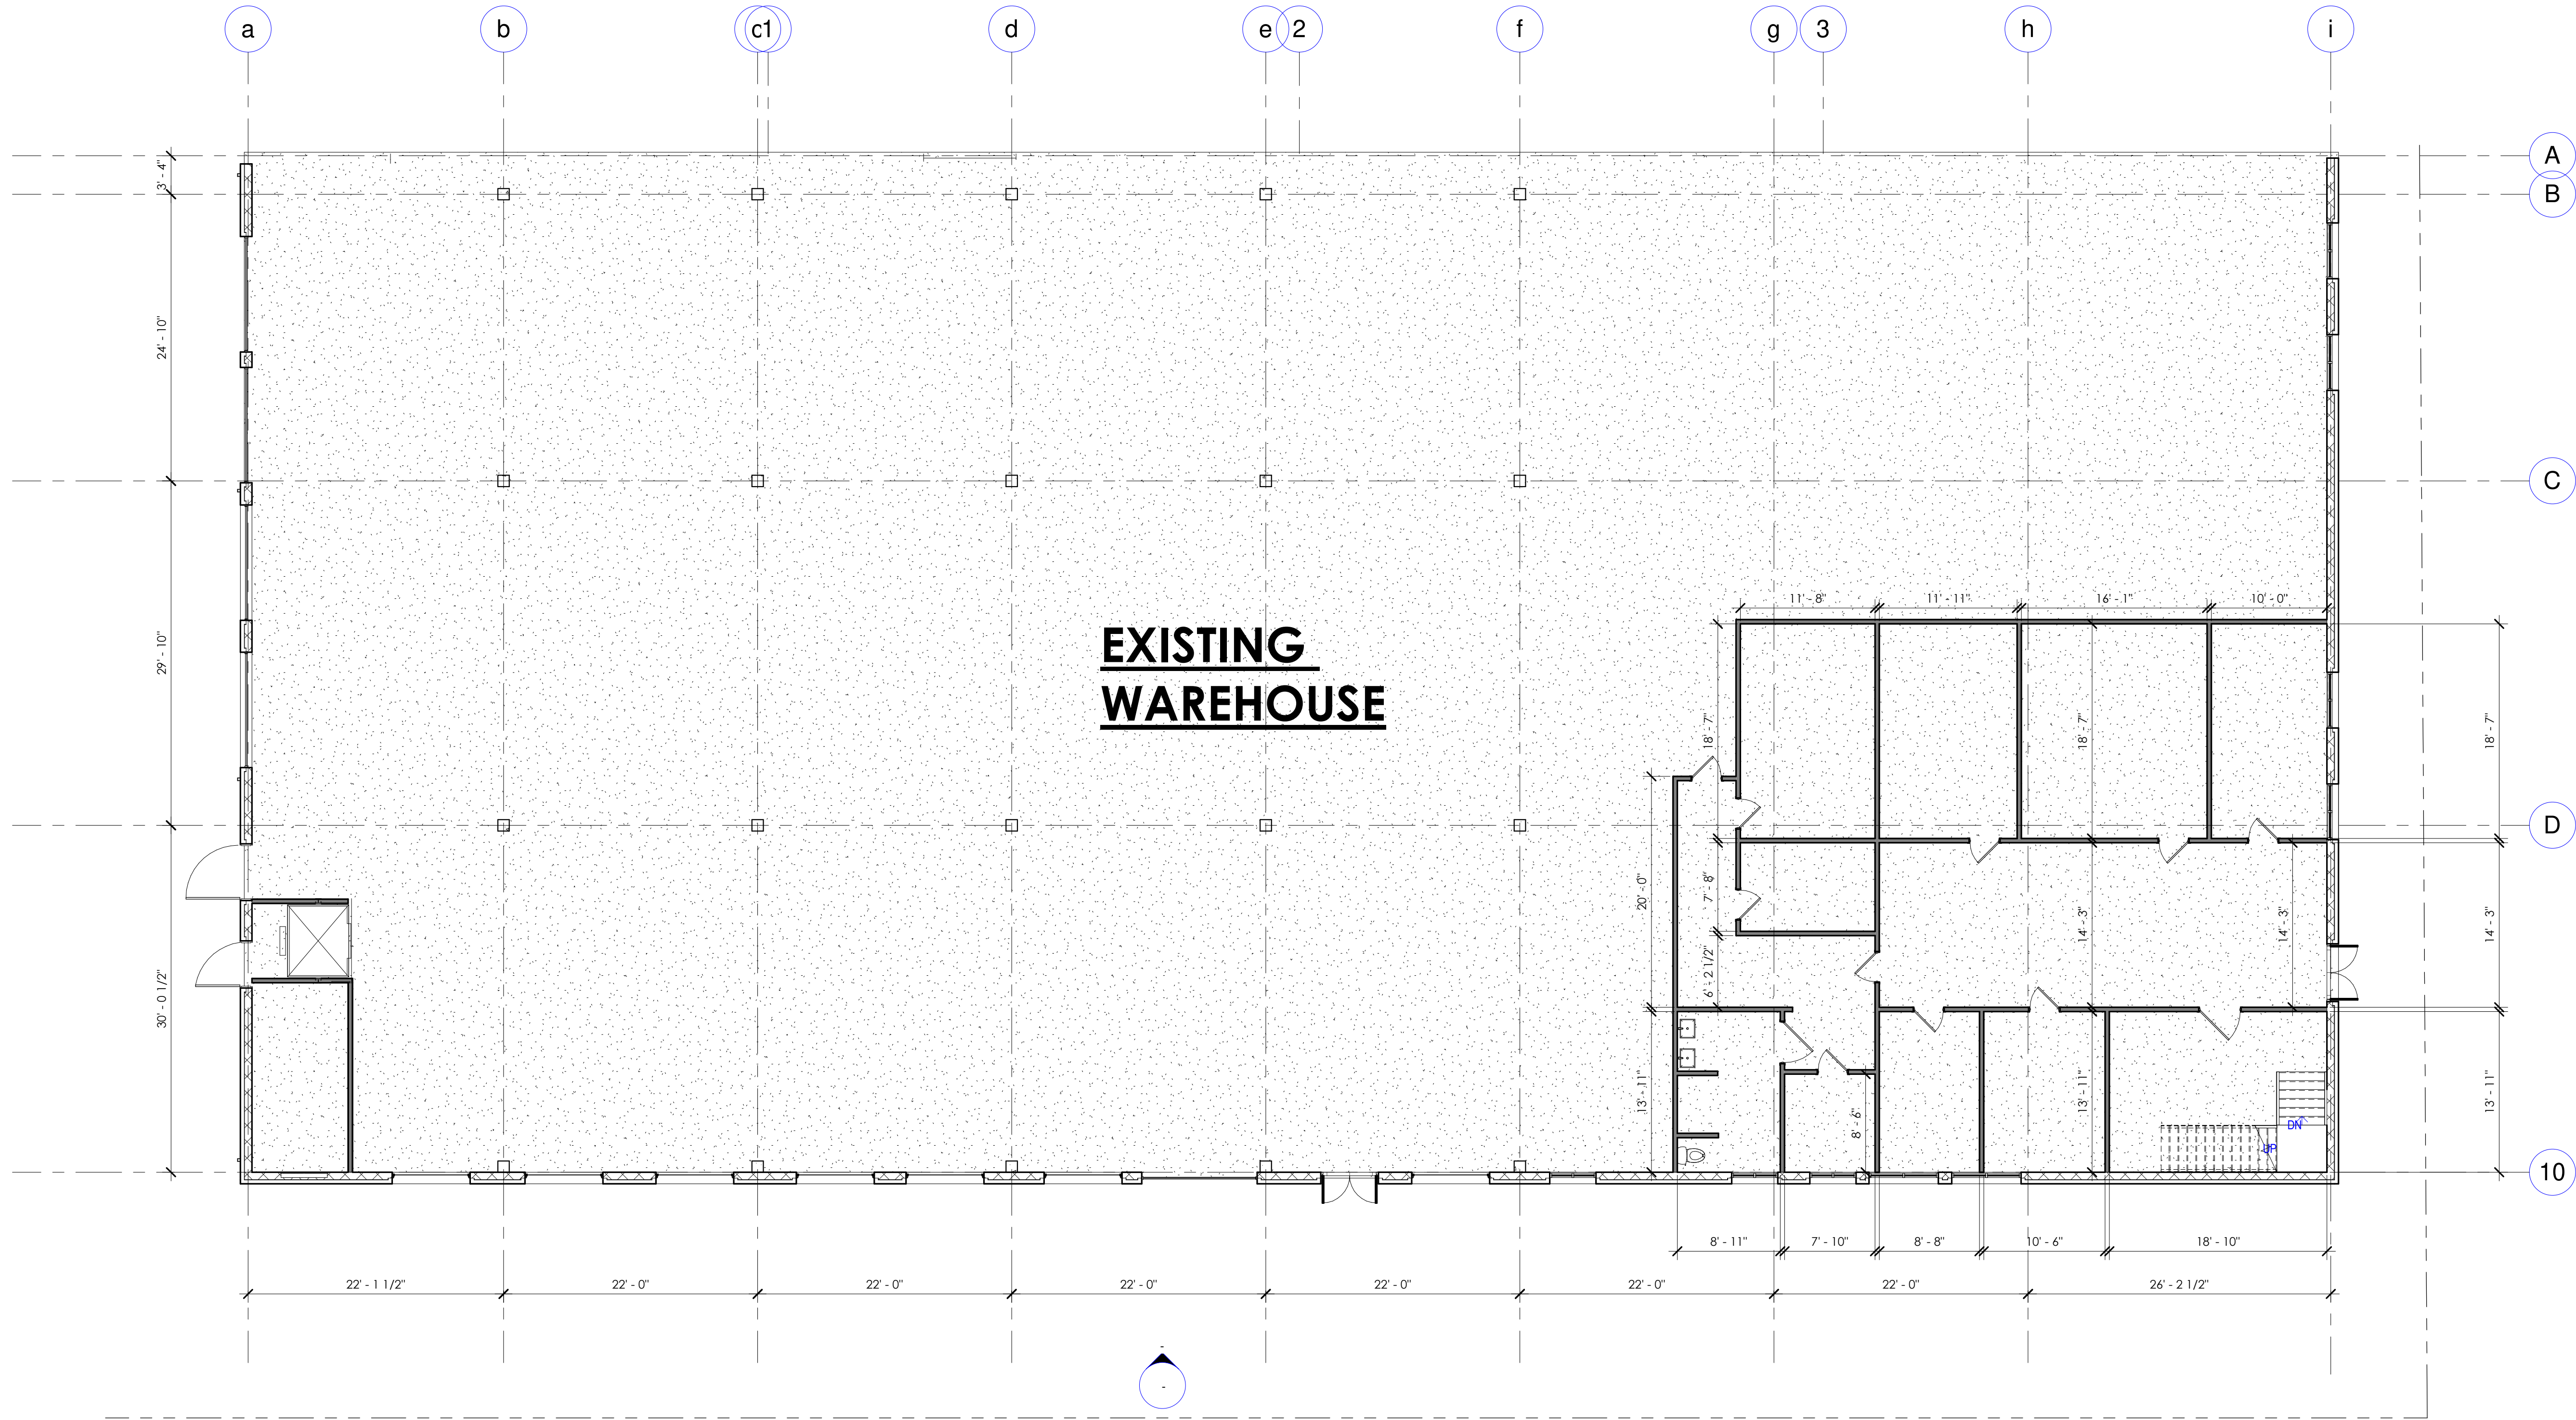 a
b
c
1
d
e
2
f
g
3
h
i
A
B
C
D
10
3' - 4"
24' - 10"
29' - 10"
30' - 0 1/2"
EXISTING
WAREHOUSE
11' - 8"
11' - 11"
16' - 1"
10' - 0"
18' - 7"
18' - 7"
18' - 7"
20' - 0"
7' - 8"
6' - 2 1/2"
14' - 3"
14' - 3"
14' - 3"
13' - 11"
8' - 6"
13' - 11"
13' - 11"
DN
UP
8' - 11"
7' - 10"
8' - 8"
10' - 6"
18' - 10"
22' - 1 1/2"
22' - 0"
22' - 0"
22' - 0"
22' - 0"
22' - 0"
22' - 0"
26' - 2 1/2"
-
-